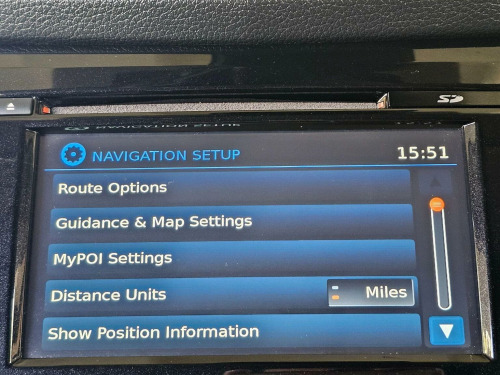 SD
NAVIGATION SETUP 15:51
Route Options
Guidance & Map Settings
MyPOI Settings
Distance Units Miles
Show Position Information